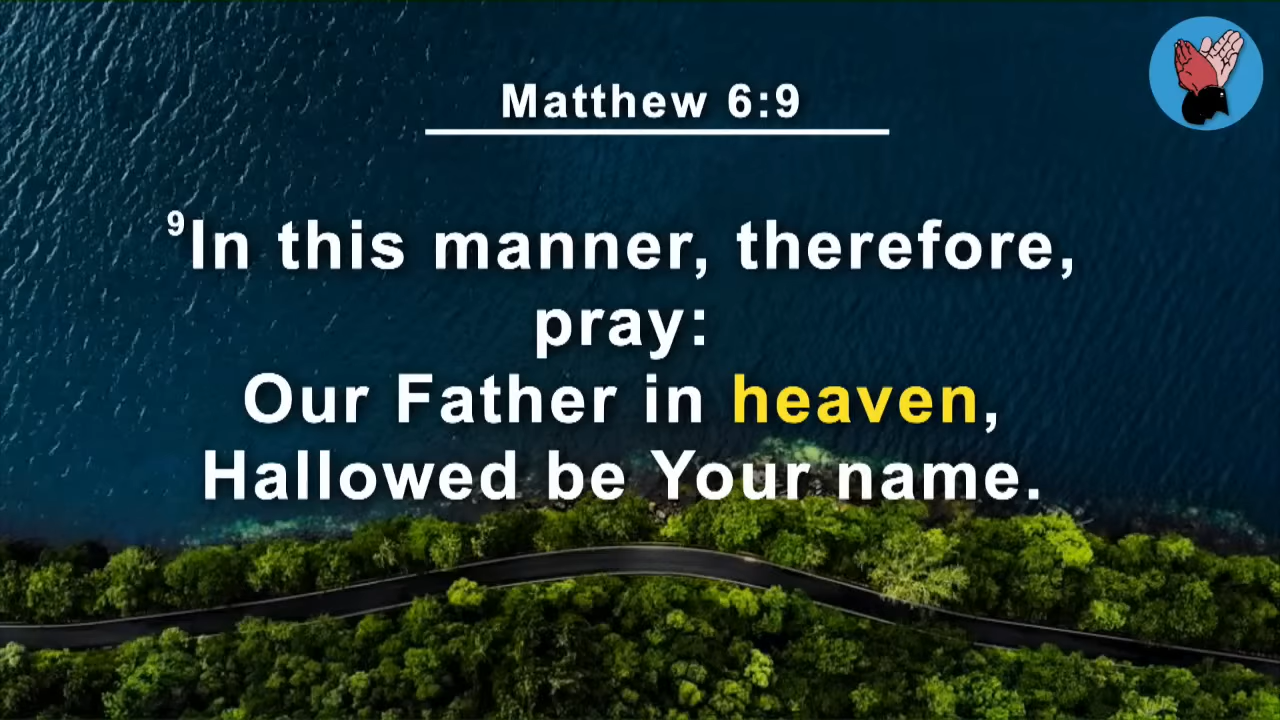 Matthew 6:9
⁹In this manner, therefore,
pray:
Our Father in heaven,
Hallowed be Your name.